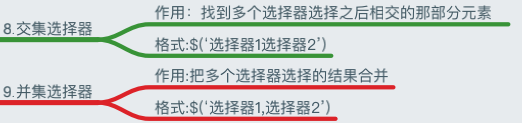 作用：找到多个选择器选择之后相交的那部分元素
8.交集选择器
格式:$(‘选择器1选择器2’)
作用:把多个选择器选择的结果合并
9.并集选择器
格式:$(‘选择器1,选择器2’)